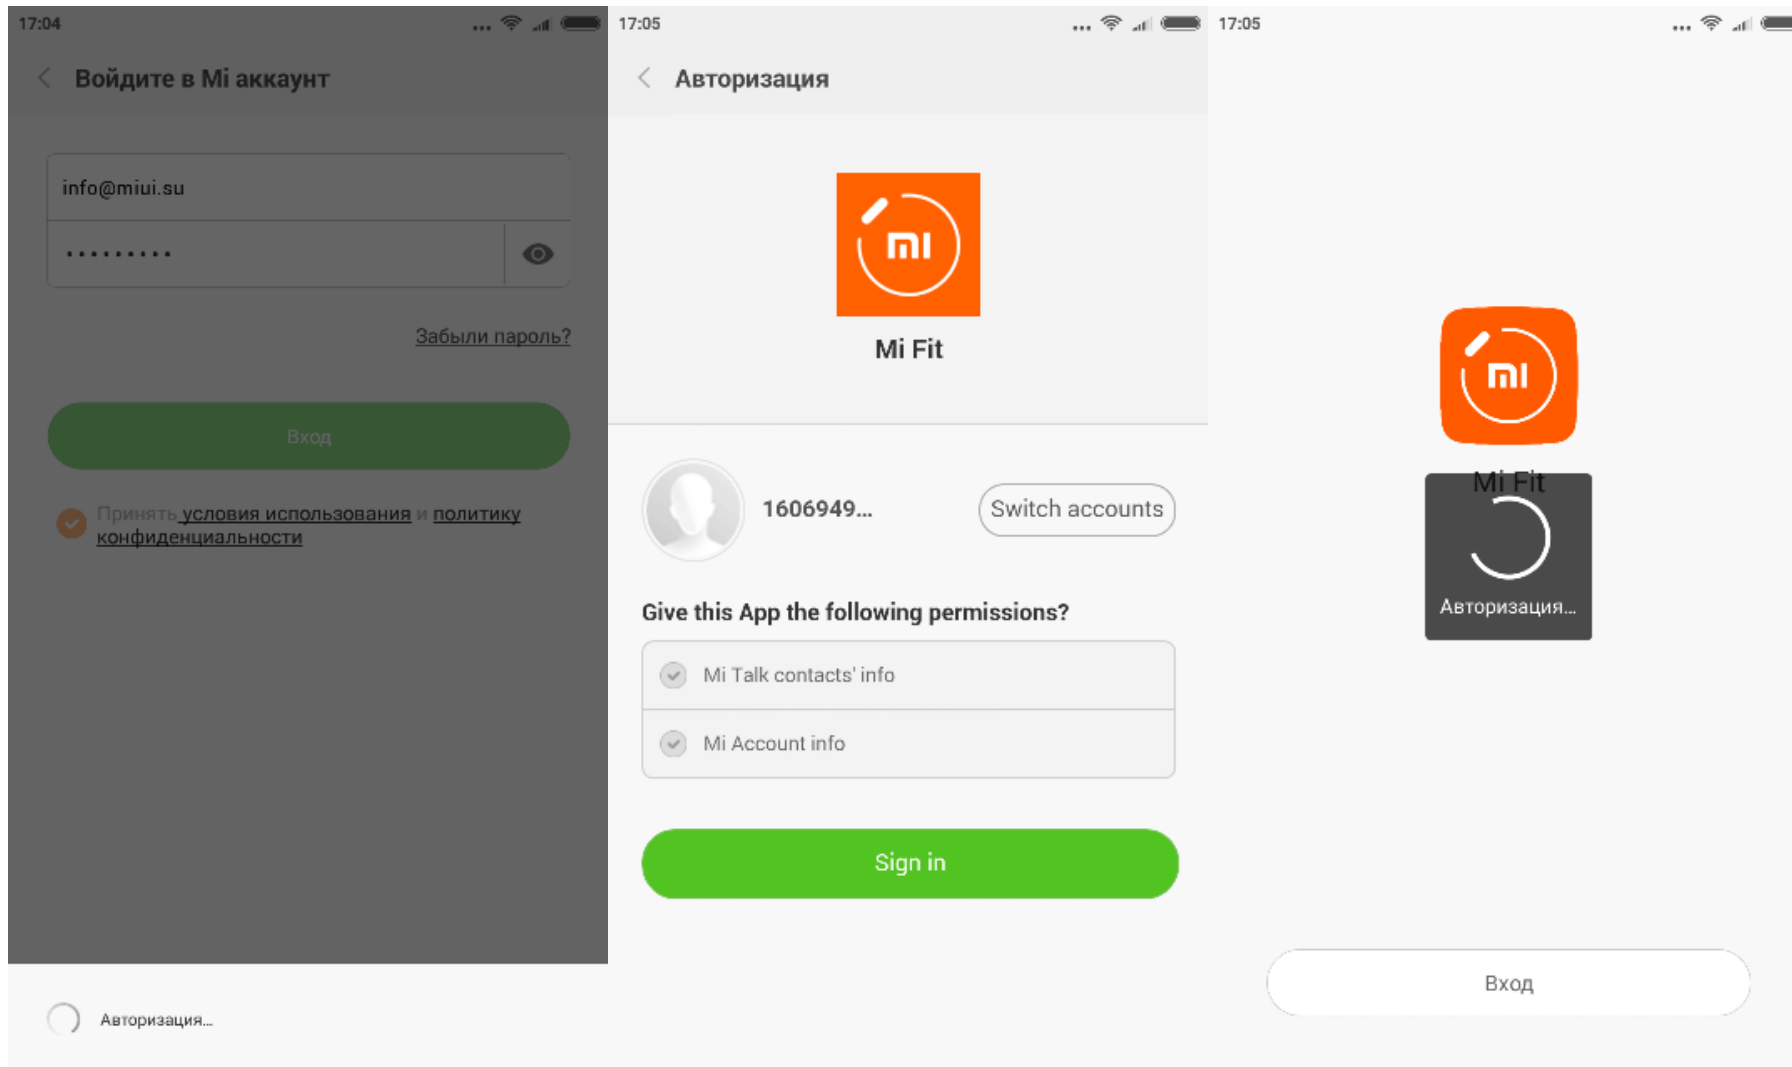 17:04
Войдите в Mi аккаунт
info@miui.su
•••••••••
Забыли пароль?
Вход
Принять условия использования и политику
конфиденциальности
Авторизация...
17:05
Авторизация
mi
Mi Fit
1606949...
Switch accounts
Give this App the following permissions?
Mi Talk contacts' info
Mi Account info
Sign in
17:05
mi
Mi Fit
Авторизация...
Вход